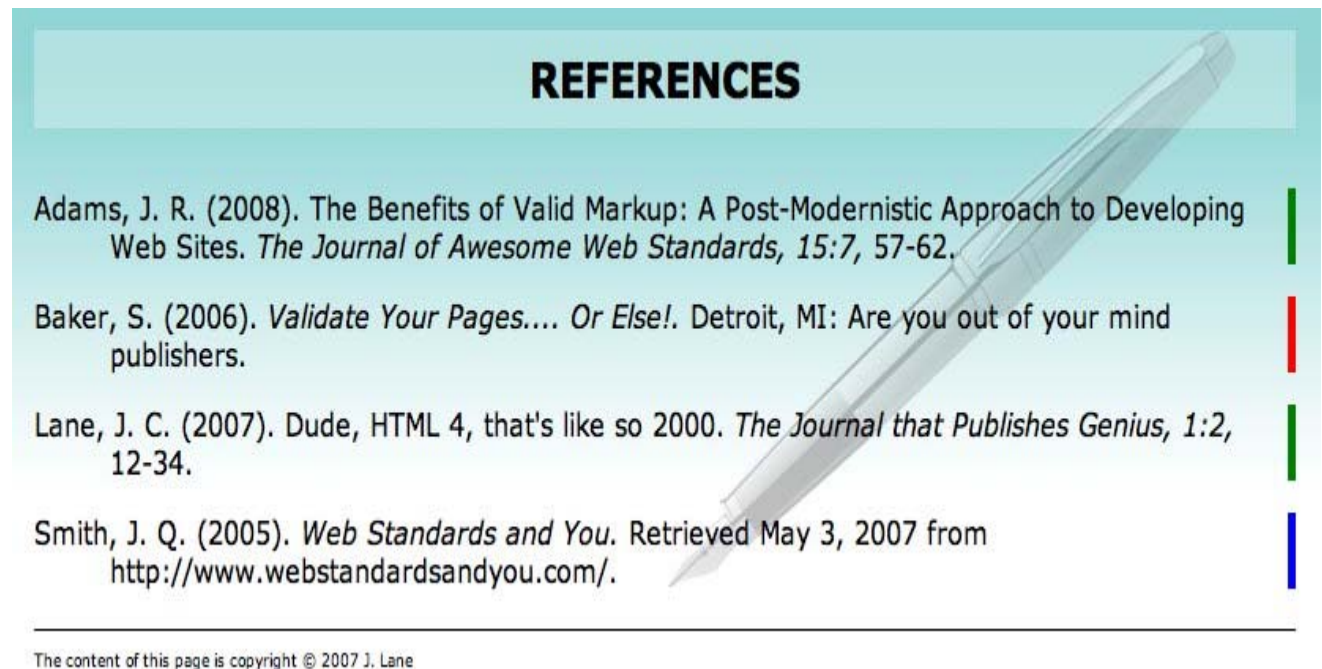 REFERENCES
Adams, J. R. (2008). The Benefits of Valid Markup: A Post-Modernistic Approach to Developing
Web Sites. The Journal of Awesome Web Standards, 15:7, 57-62.
Baker, S. (2006). Validate Your Pages.... Or Else!. Detroit, MI: Are you out of your mind
publishers.
Lane, J. C. (2007). Dude, HTML 4, that's like so 2000. The Journal that Publishes Genius, 1:2,
12-34.
Smith, J. Q. (2005). Web Standards and You. Retrieved May 3, 2007 from
http://www.webstandardsandyou.com/.
The content of this page is copyright © 2007 J. Lane